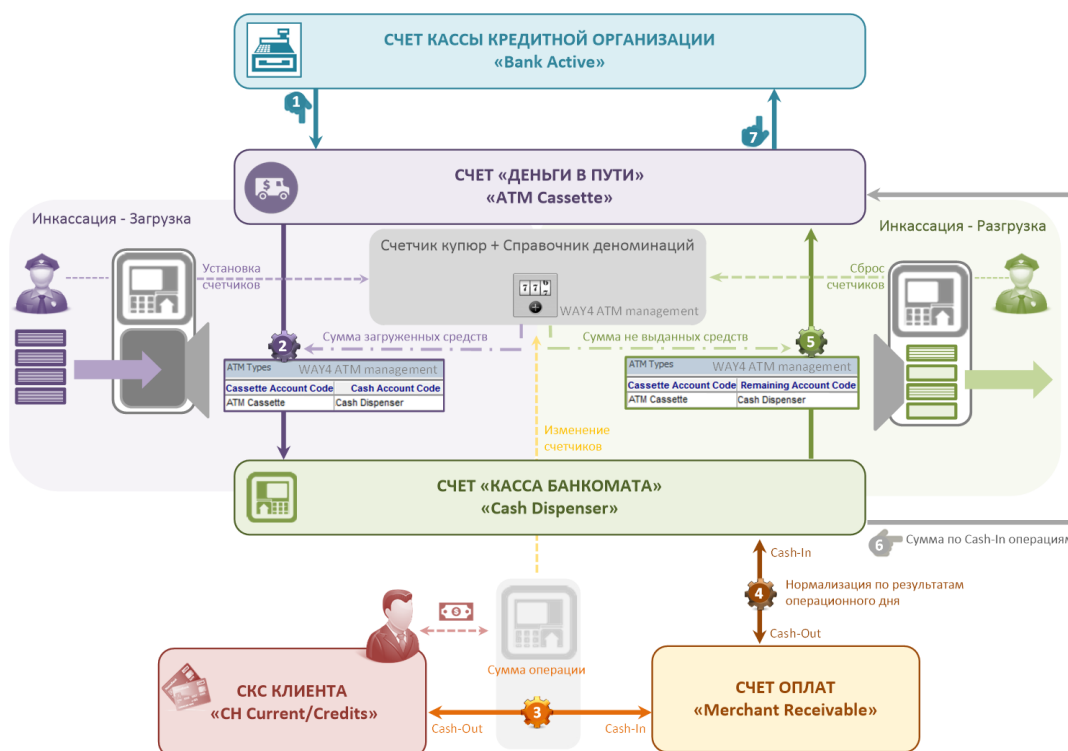 СЧЕТ КАССЫ КРЕДИТНОЙ ОРГАНИЗАЦИИ
«Bank Active»
1
7
СЧЕТ «ДЕНЬГИ В ПУТИ»
«ATM Cassette»
Инкассация - Загрузка
Инкассация - Разгрузка
Счетчик купюр + Справочник деноминаций
Установка
счетчиков
Сброс
счетчиков
WAY4 ATM management
2
Сумма загруженных средств
Сумма не выданных средств
5
ATM Types
WAY4 ATM management
Cassette Account Code Cash Account Code
ATM Cassette Cash Dispenser
ATM Types
WAY4 ATM management
Cassette Account Code Remaining Account Code
ATM Cassette Cash Dispenser
Изменение
счетчиков
СЧЕТ «КАССА БАНКОМАТА»
«Cash Dispenser»
6 Сумма по Cash-In операциям
Cash-In
4
Нормализация по результатам
операционного дня
Cash-Out
Сумма операции
СКС КЛИЕНТА
«CH Current/Credits»
Cash-Out
3
Cash-In
СЧЕТ ОПЛАТ
«Merchant Receivable»